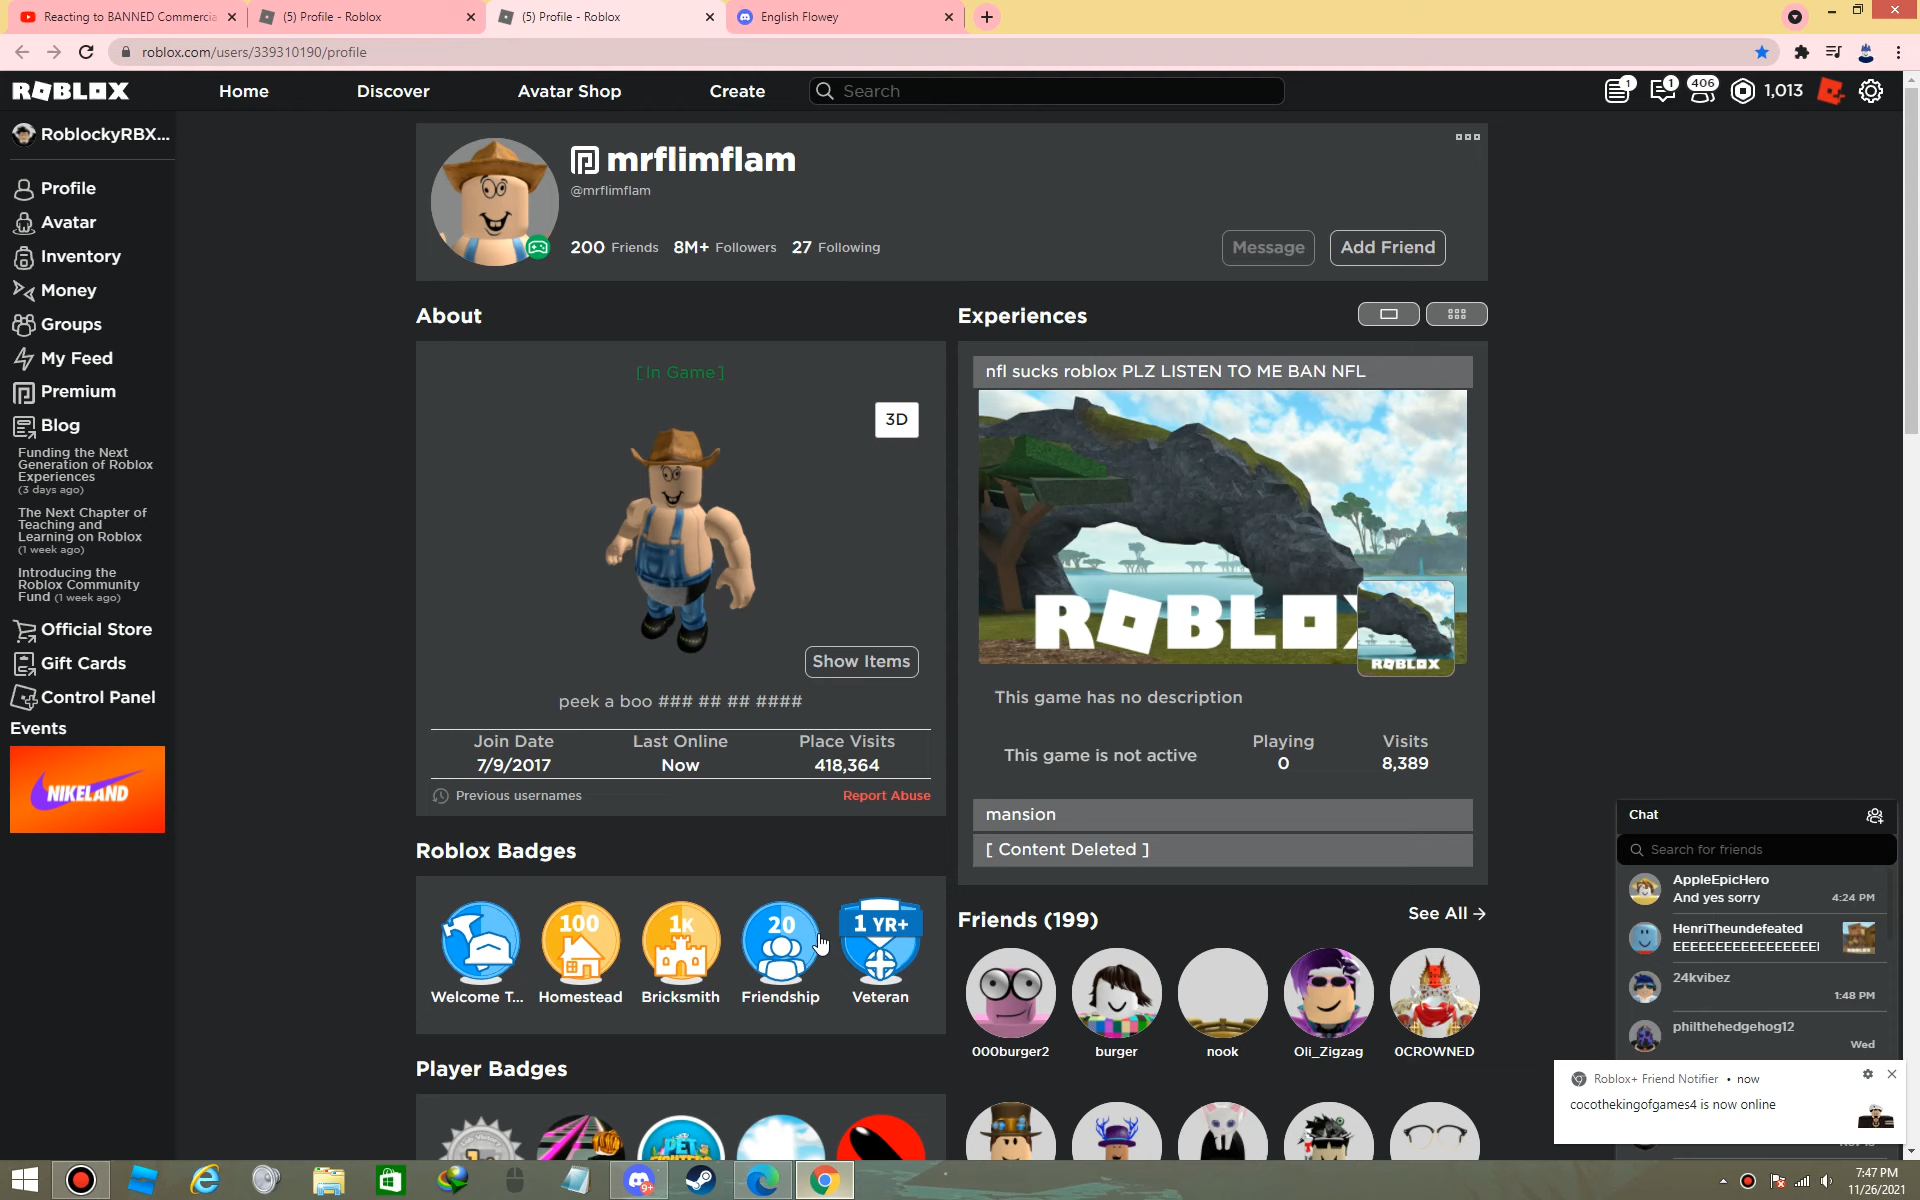 Reacting to BANNED Commercia
(5) Profile - Roblox
(5) Profile - Roblox
English Flowey
roblox.com/users/339310190/profile
ROBLOX
Home
Discover
Avatar Shop
Create
Search
1
1
406
1,013
RoblockyRBX...
Profile
Avatar
Inventory
Money
Groups
My Feed
Premium
Blog
Funding the Next
Generation of Roblox
Experiences
(3 days ago)
The Next Chapter of
Teaching and
Learning on Roblox
(1 week ago)
Introducing the
Roblox Community
Fund (1 week ago)
Official Store
Gift Cards
Control Panel
Events
NIKELAND
mrflimflam
@mrflimflam
200 Friends 8M+ Followers 27 Following
Message
Add Friend
About
[ In Game ]
3D
Show Items
peek a boo ### ## ## ####
Join Date
Last Online
Place Visits
7/9/2017
Now
418,364
Previous usernames
Report Abuse
Roblox Badges
100
1K
20
1 YR+
Welcome T...
Homestead
Bricksmith
Friendship
Veteran
Player Badges
Experiences
nfl sucks roblox PLZ LISTEN TO ME BAN NFL
ROBLOX
ROBLOX
This game has no description
This game is not active
Playing
0
Visits
8,389
mansion
[ Content Deleted ]
Friends (199)
See All
000burger2
burger
nook
Oli_Zigzag
0CROWNED
Chat
Search for friends
AppleEpicHero
And yes sorry
4:24 PM
HenriTheundefeated
EEEEEEEEEEEEEEEEEI
24kvibez
1:48 PM
philthehedgehog12
Wed
Roblox+ Friend Notifier • now
cocothekingofgames4 is now online
9+
7:47 PM
11/26/2021